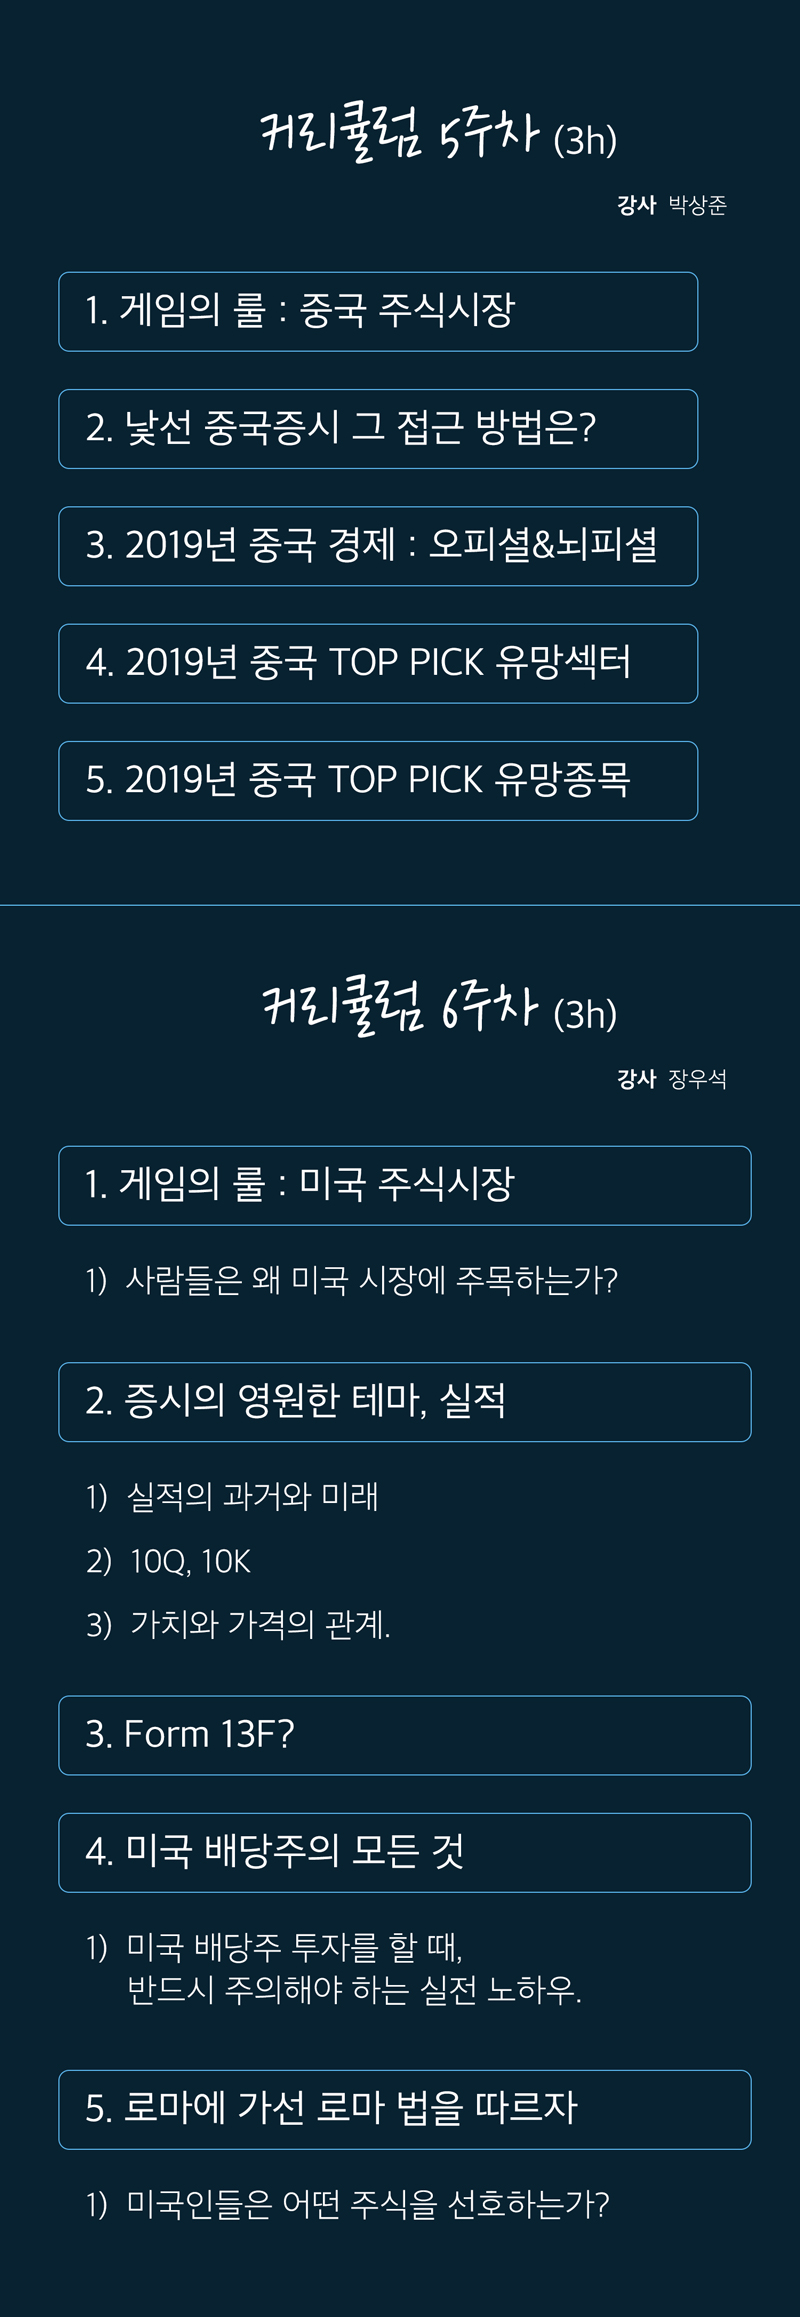 커리큘럼 5주차 (3h)
강사 박상준
1. 게임의 룰 : 중국 주식시장
2. 낯선 중국증시 그 접근 방법은?
3. 2019년 중국 경제 : 오피셜&뇌피셜
4. 2019년 중국 TOP PICK 유망섹터
5. 2019년 중국 TOP PICK 유망종목
커리큘럼 6주차 (3h)
강사 장우석
1. 게임의 룰 : 미국 주식시장
1) 사람들은 왜 미국 시장에 주목하는가?
2. 증시의 영원한 테마, 실적
1) 실적의 과거와 미래
2) 10Q, 10K
3) 가치와 가격의 관계.
3. Form 13F?
4. 미국 배당주의 모든 것
1) 미국 배당주 투자를 할 때,
반드시 주의해야 하는 실전 노하우.
5. 로마에 가선 로마 법을 따르자
1) 미국인들은 어떤 주식을 선호하는가?